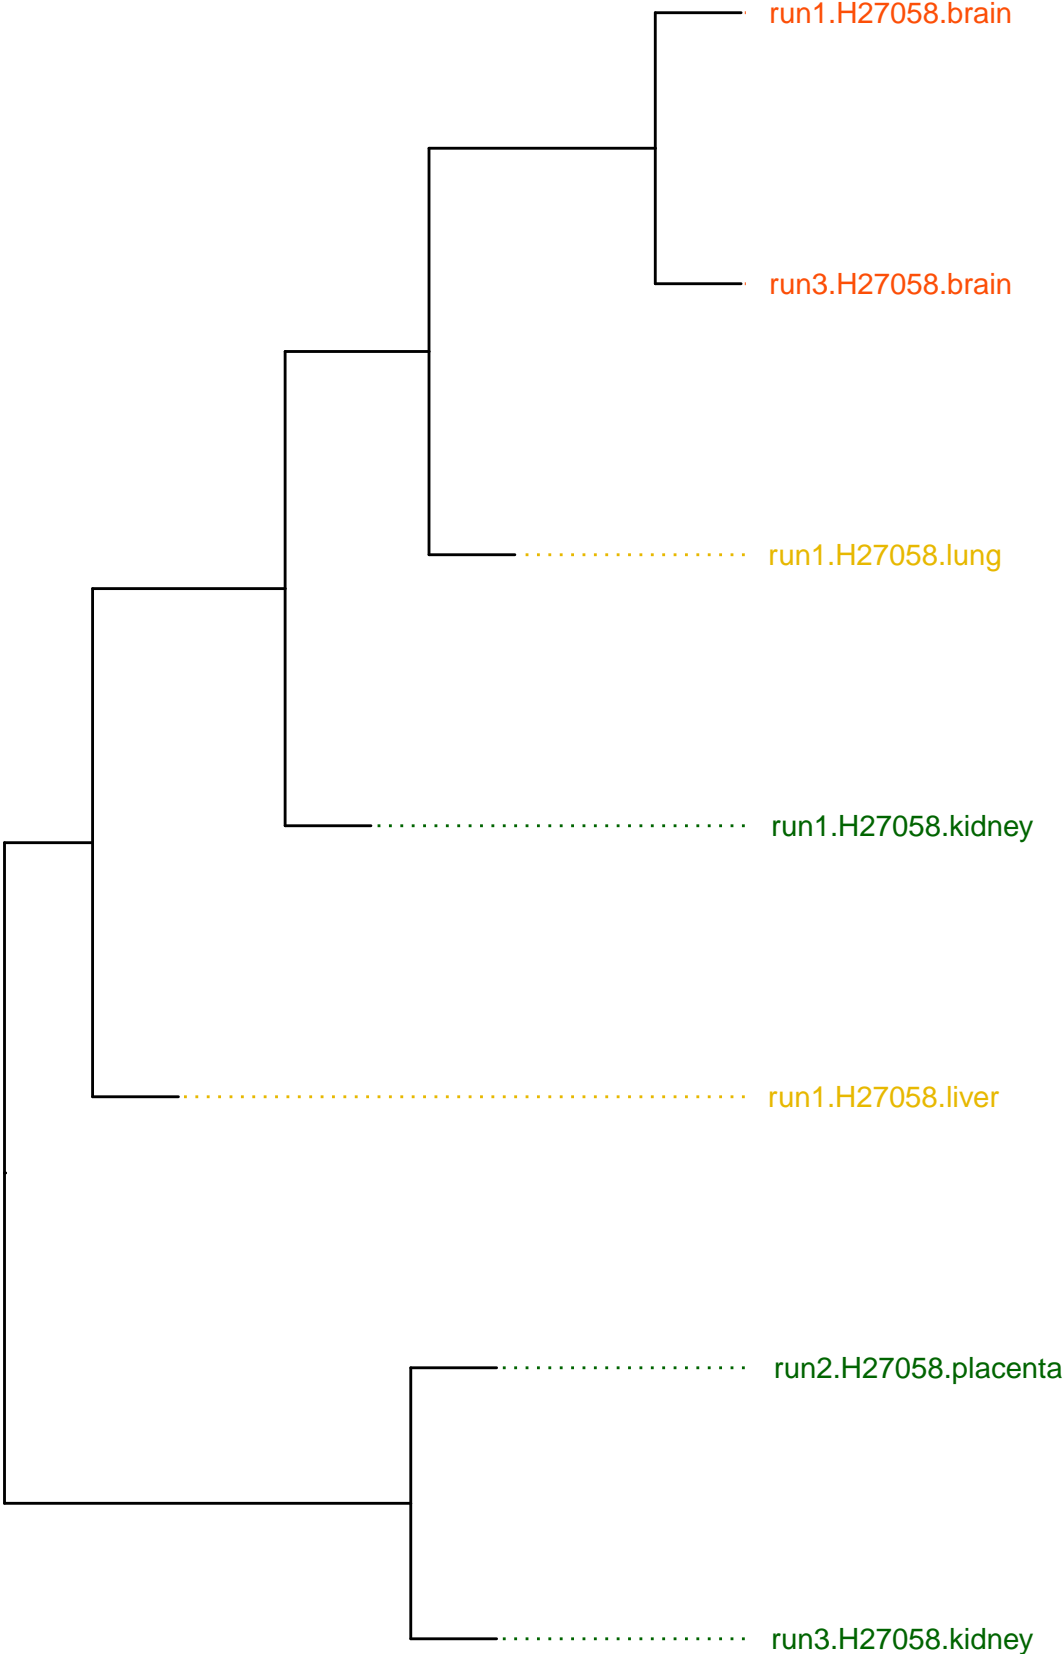 run1.H27058.brain
run3.H27058.brain
run1.H27058.lung
run1.H27058.kidney
run1.H27058.liver
run2.H27058.placenta
run3.H27058.kidney